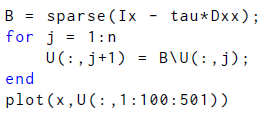 B = sparse(Ix - tau*Dxx);
for j = 1:n
    U(:,j+1) = B\U(:,j);
end
plot(x,U(:,1:100:501))